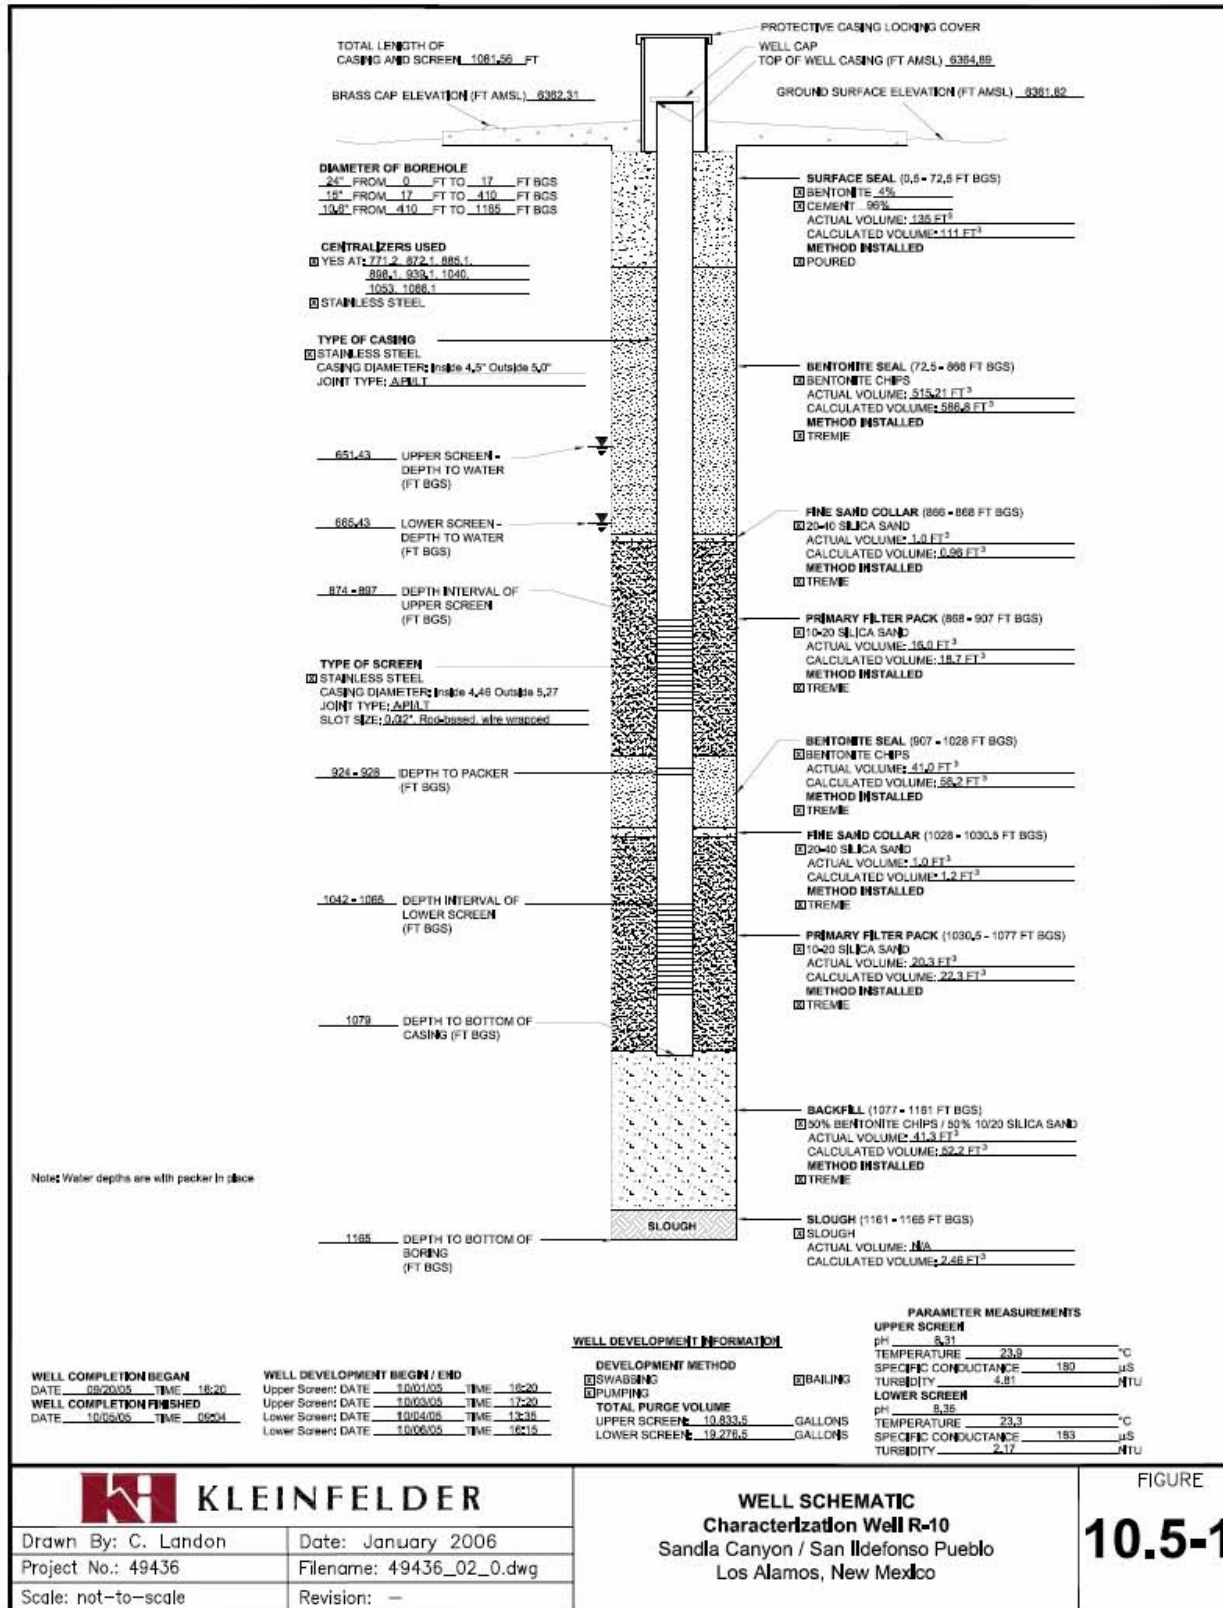 PROTECTIVE CASING LOCKING COVER
TOTAL LENGTH OF
CASING AND SCREEN 1081.56 FT
WELL CAP
TOP OF WELL CASING (FT AMSL) 6364.89
BRASS CAP ELEVATION (FT AMSL) 6362.31
GROUND SURFACE ELEVATION (FT AMSL) 6361.82
DIAMETER OF BOREHOLE
24" FROM 0 FT TO 17 FT BGS
15" FROM 17 FT TO 410 FT BGS
10.6" FROM 410 FT TO 1165 FT BGS
CENTRALIZERS USED
YES AT: 771.2, 872.1, 885.1,
898.1, 939.1, 1040,
1053, 1066.1
STAINLESS STEEL
TYPE OF CASING
STAINLESS STEEL
CASING DIAMETER: Inside 4.5" Outside 5.0"
JOINT TYPE: API/LT
651.43 UPPER SCREEN -
DEPTH TO WATER
(FT BGS)
665.43 LOWER SCREEN -
DEPTH TO WATER
(FT BGS)
874 - 897 DEPTH INTERVAL OF
UPPER SCREEN
(FT BGS)
TYPE OF SCREEN
STAINLESS STEEL
CASING DIAMETER: Inside 4.46 Outside 5.27
JOINT TYPE: API/LT
SLOT SIZE: 0.02", Rod-based, wire wrapped
924 - 928 DEPTH TO PACKER
(FT BGS)
1042 - 1065 DEPTH INTERVAL OF
LOWER SCREEN
(FT BGS)
1079 DEPTH TO BOTTOM OF
CASING (FT BGS)
Note: Water depths are with packer in place
1165 DEPTH TO BOTTOM OF
BORING
(FT BGS)
SURFACE SEAL (0.5 - 72.5 FT BGS)
BENTONITE 4%
CEMENT 96%
ACTUAL VOLUME: 135 FT³
CALCULATED VOLUME: 111 FT³
METHOD INSTALLED
POURED
BENTONITE SEAL (72.5 - 866 FT BGS)
BENTONITE CHIPS
ACTUAL VOLUME: 515.21 FT³
CALCULATED VOLUME: 586.8 FT³
METHOD INSTALLED
TREMIE
FINE SAND COLLAR (866 - 868 FT BGS)
20-40 SILICA SAND
ACTUAL VOLUME: 1.0 FT³
CALCULATED VOLUME: 0.96 FT³
METHOD INSTALLED
TREMIE
PRIMARY FILTER PACK (868 - 907 FT BGS)
10-20 SILICA SAND
ACTUAL VOLUME: 16.0 FT³
CALCULATED VOLUME: 18.7 FT³
METHOD INSTALLED
TREMIE
BENTONITE SEAL (907 - 1028 FT BGS)
BENTONITE CHIPS
ACTUAL VOLUME: 41.0 FT³
CALCULATED VOLUME: 58.2 FT³
METHOD INSTALLED
TREMIE
FINE SAND COLLAR (1028 - 1030.5 FT BGS)
20-40 SILICA SAND
ACTUAL VOLUME: 1.0 FT³
CALCULATED VOLUME: 1.2 FT³
METHOD INSTALLED
TREMIE
PRIMARY FILTER PACK (1030.5 - 1077 FT BGS)
10-20 SILICA SAND
ACTUAL VOLUME: 20.3 FT³
CALCULATED VOLUME: 22.3 FT³
METHOD INSTALLED
TREMIE
BACKFILL (1077 - 1161 FT BGS)
50% BENTONITE CHIPS / 50% 10/20 SILICA SAND
ACTUAL VOLUME: 41.3 FT³
CALCULATED VOLUME: 52.2 FT³
METHOD INSTALLED
TREMIE
SLOUGH
SLOUGH (1161 - 1165 FT BGS)
SLOUGH
ACTUAL VOLUME: N/A
CALCULATED VOLUME: 2.46 FT³
WELL COMPLETION BEGAN
DATE 09/20/05 TIME 16:20
WELL COMPLETION FINISHED
DATE 10/05/05 TIME 09:04
WELL DEVELOPMENT BEGIN / END
Upper Screen: DATE 10/01/05 TIME 16:20
Upper Screen: DATE 10/03/05 TIME 17:20
Lower Screen: DATE 10/04/05 TIME 13:35
Lower Screen: DATE 10/06/05 TIME 16:15
WELL DEVELOPMENT INFORMATION
DEVELOPMENT METHOD
SWABBING BAILING
PUMPING
TOTAL PURGE VOLUME
UPPER SCREEN: 10,833.5 GALLONS
LOWER SCREEN: 19,276.5 GALLONS
PARAMETER MEASUREMENTS
UPPER SCREEN
pH 8.31
TEMPERATURE 23.9 °C
SPECIFIC CONDUCTANCE 180 µS
TURBIDITY 4.81 NTU
LOWER SCREEN
pH 8.35
TEMPERATURE 23.3 °C
SPECIFIC CONDUCTANCE 183 µS
TURBIDITY 2.17 NTU
KLEINFELDER
Drawn By: C. Landon Date: January 2006
Project No.: 49436 Filename: 49436_02_0.dwg
Scale: not-to-scale Revision: —
WELL SCHEMATIC
Characterization Well R-10
Sandia Canyon / San Ildefonso Pueblo
Los Alamos, New Mexico
FIGURE
10.5-1